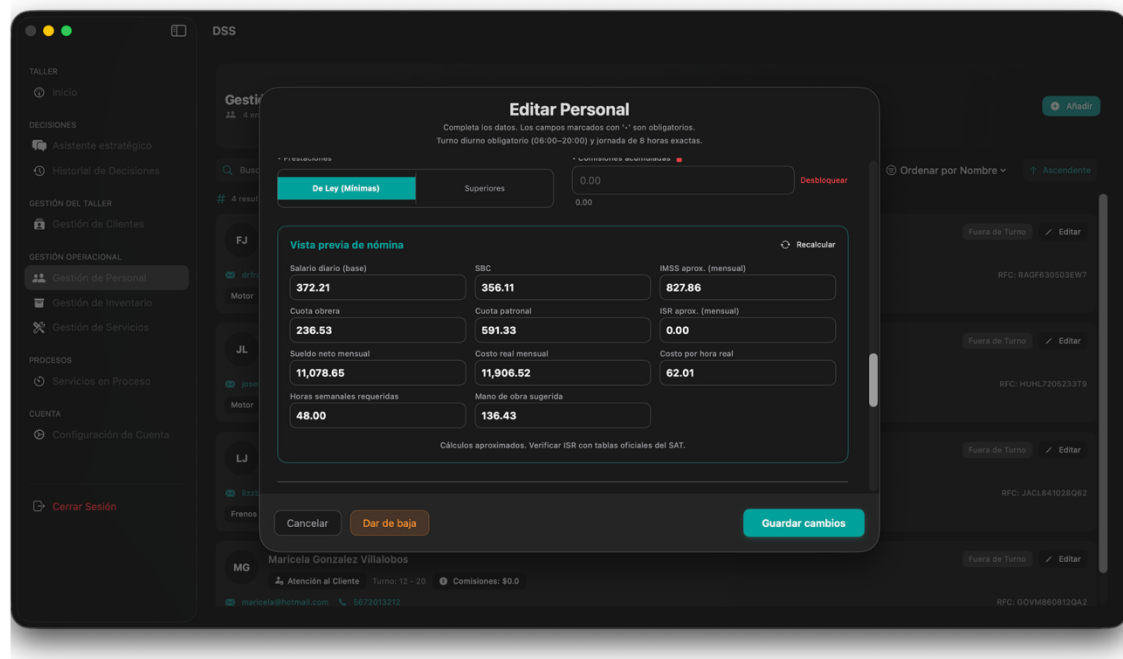 DSS
TALLER
Inicio
DECISIONES
Asistente estratégico
Historial de Decisiones
GESTIÓN DEL TALLER
Gestión de Clientes
GESTIÓN OPERACIONAL
Gestión de Personal
Gestión de Inventario
Gestión de Servicios
PROCESOS
Servicios en Proceso
CUENTA
Configuración de Cuenta
Cerrar Sesión
Añadir
Ordenar por Nombre
Ascendente
FJ
Fuera de Turno Editar
RFC: RAGF630503EW7
Motor
JL
Fuera de Turno Editar
RFC: HUHL7205233T9
Motor
LJ
Fuera de Turno Editar
RFC: JACL641028Q62
Frenos
MG
Maricela Gonzalez Villalobos
Fuera de Turno Editar
Atención al Cliente Turno: 12 - 20 Comisiones: $0.0
maricela@hotmail.com 5673013212
RFC: GOVM860812QA2
Editar Personal
Completa los datos. Los campos marcados con '•' son obligatorios.
Turno diurno obligatorio (06:00–20:00) y jornada de 8 horas exactas.
• Prestaciones
• Comisiones acumuladas
De Ley (Mínimas) Superiores
0.00 Desbloquear
0.00
Vista previa de nómina
Recalcular
Salario diario (base) SBC IMSS aprox. (mensual)
372.21 356.11 827.86
Cuota obrera Cuota patronal ISR aprox. (mensual)
236.53 591.33 0.00
Sueldo neto mensual Costo real mensual Costo por hora real
11,078.65 11,906.52 62.01
Horas semanales requeridas Mano de obra sugerida
48.00 136.43
Cálculos aproximados. Verificar ISR con tablas oficiales del SAT.
Cancelar Dar de baja Guardar cambios